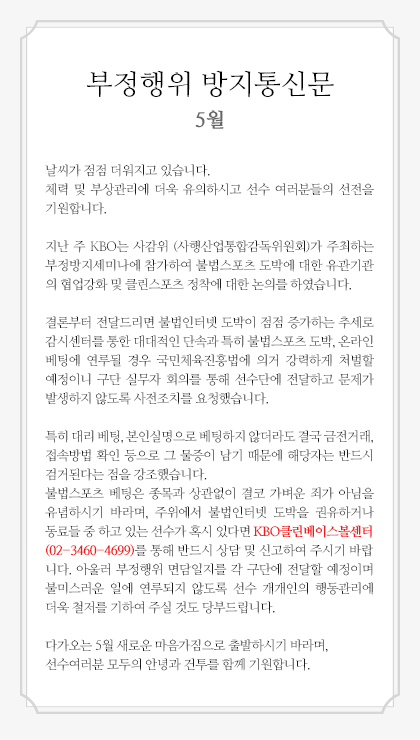 부정행위 방지통신문
5월
날씨가 점점 더워지고 있습니다.
체력 및 부상관리에 더욱 유의하시고 선수 여러분들의 선전을
기원합니다.
지난 주 KBO는 사감위 (사행산업통합감독위원회)가 주최하는
부정방지세미나에 참가하여 불법스포츠 도박에 대한 유관기관
의 협업강화 및 클린스포츠 정착에 대한 논의를 하였습니다.
결론부터 전달드리면 불법인터넷 도박이 점점 증가하는 추세로
감시센터를 통한 대대적인 단속과 특히 불법스포츠 도박, 온라인
베팅에 연루될 경우 국민체육진흥법에 의거 강력하게 처벌할
예정이니 구단 실무자 회의를 통해 선수단에 전달하고 문제가
발생하지 않도록 사전조치를 요청했습니다.
특히 대리 베팅, 본인실명으로 베팅하지 않더라도 결국 금전거래,
접속방법 확인 등으로 그 물증이 남기 때문에 해당자는 반드시
검거된다는 점을 강조했습니다.
불법스포츠 베팅은 종목과 상관없이 결코 가벼운 죄가 아님을
유념하시기 바라며, 주위에서 불법인터넷 도박을 권유하거나
동료들 중 하고 있는 선수가 혹시 있다면 KBO클린베이스볼센터
(02-3460-4699)를 통해 반드시 상담 및 신고하여 주시기 바랍
니다. 아울러 부정행위 면담일지를 각 구단에 전달할 예정이며
불미스러운 일에 연루되지 않도록 선수 개개인의 행동관리에
더욱 철저를 기하여 주실 것도 당부드립니다.
다가오는 5월 새로운 마음가짐으로 출발하시기 바라며,
선수여러분 모두의 안녕과 건투를 함께 기원합니다.